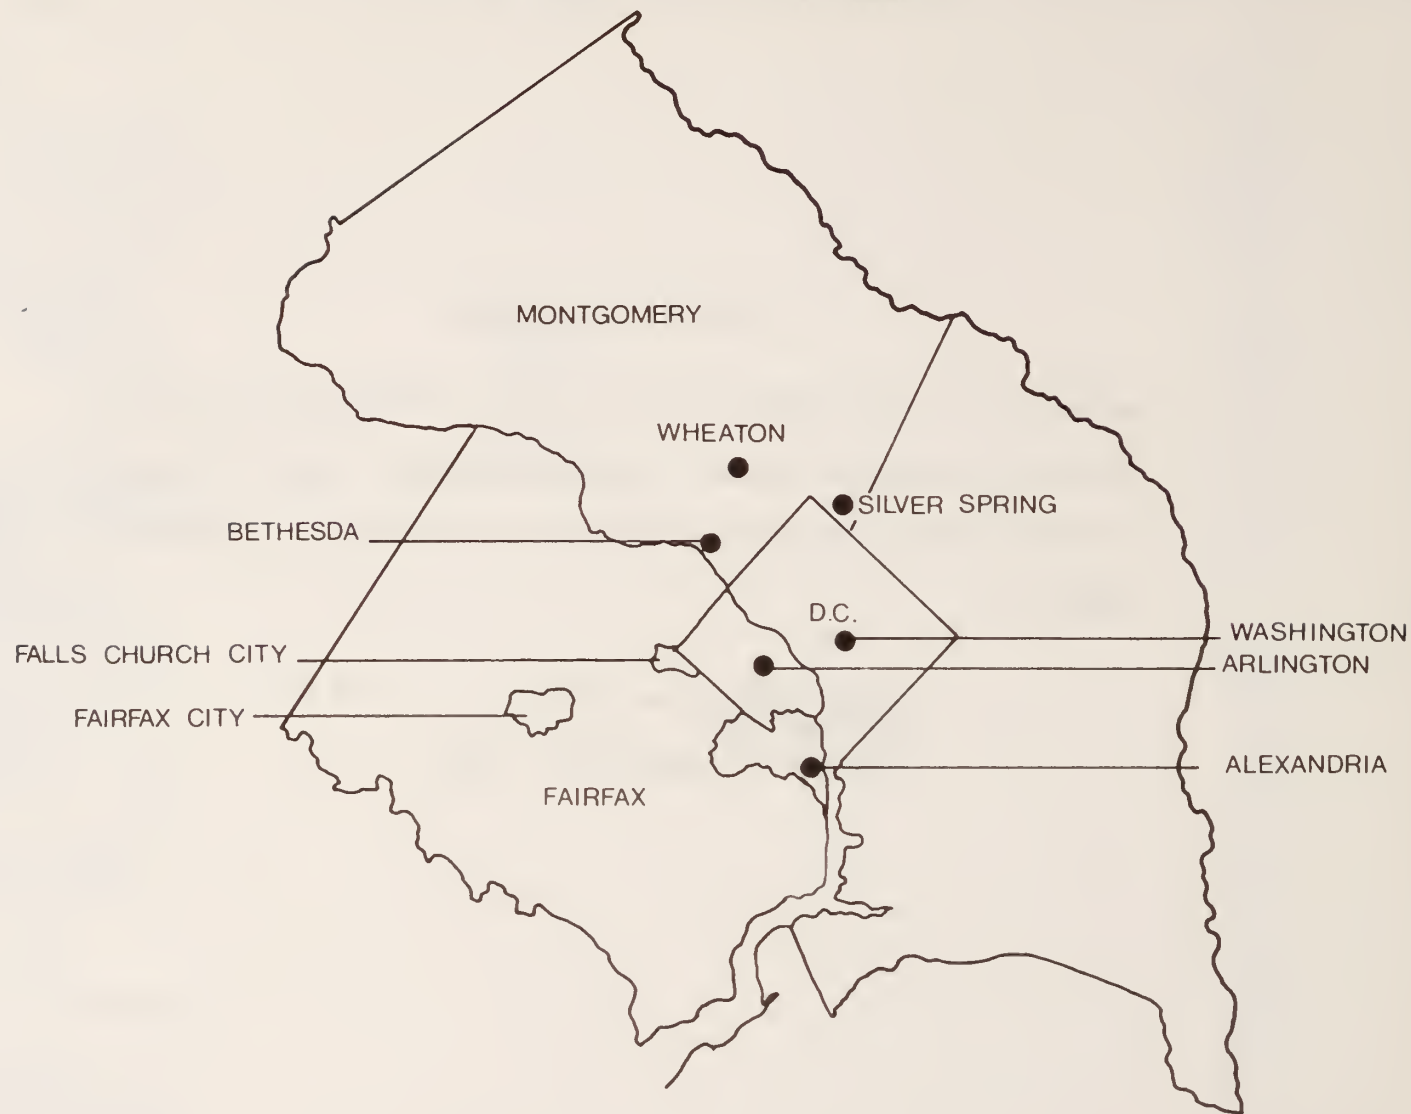 MONTGOMERY
WHEATON
SILVER SPRING
BETHESDA
D.C.
WASHINGTON
FALLS CHURCH CITY
ARLINGTON
FAIRFAX CITY
ALEXANDRIA
FAIRFAX